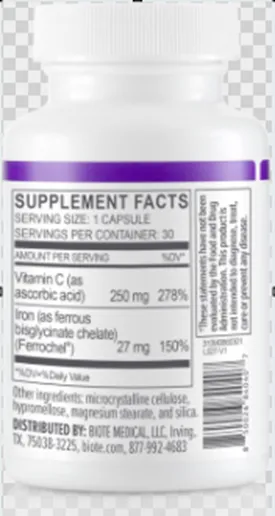 SUPPLEMENT FACTS
SERVING SIZE: 1 CAPSULE
SERVINGS PER CONTAINER: 30
AMOUNT PER SERVING %DV*
Vitamin C (as
ascorbic acid) 250 mg 278%
Iron (as ferrous
bisglycinate chelate)
(Ferrochel®) 27 mg 150%
*%DV=%Daily Value
Other ingredients: microcrystalline cellulose,
hypromellose, magnesium stearate, and silica.
DISTRIBUTED BY: BIOTE MEDICAL, LLC, Irving,
TX, 75038-3225, biote.com, 877-992-4683
*These statements have not been
evaluated by the Food and Drug
Administration. This product is
not intended to diagnose, treat,
cure or prevent any disease.